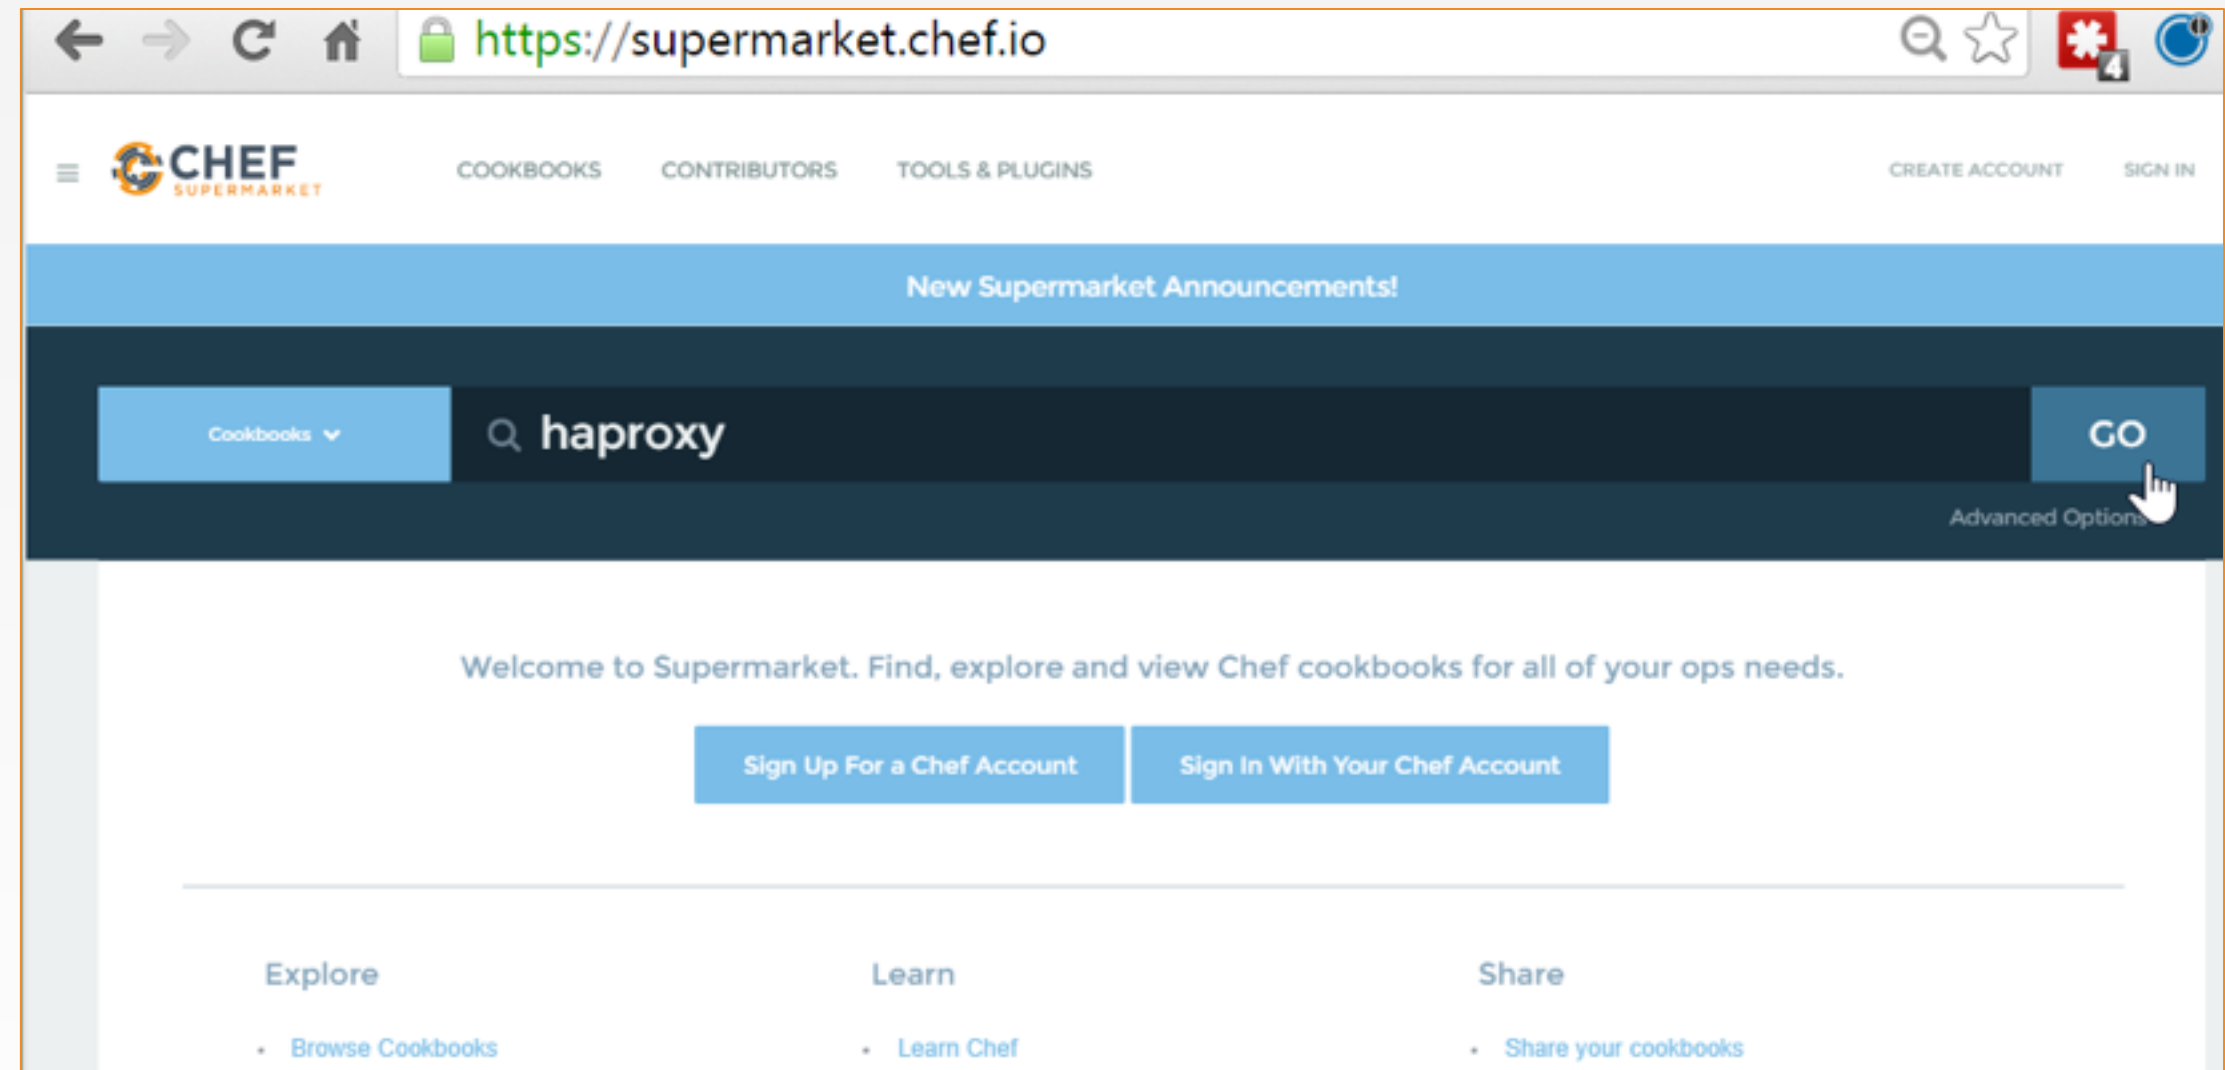 https://supermarket.chef.io
4
CHEF
SUPERMARKET
COOKBOOKS CONTRIBUTORS TOOLS & PLUGINS CREATE ACCOUNT SIGN IN
New Supermarket Announcements!
Cookbooks haproxy GO
Advanced Options
Welcome to Supermarket. Find, explore and view Chef cookbooks for all of your ops needs.
Sign Up For a Chef Account Sign In With Your Chef Account
Explore Learn Share
• Browse Cookbooks • Learn Chef • Share your cookbooks